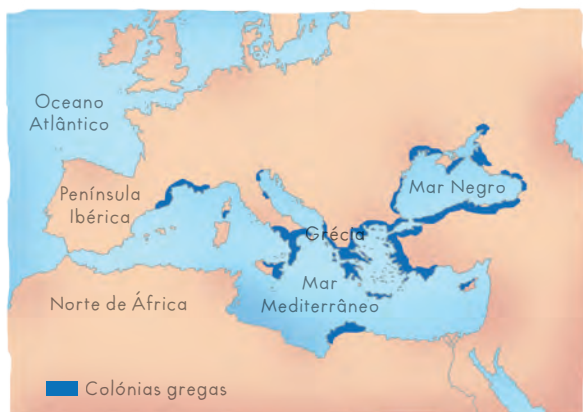 Oceano
Atlântico
Península
Ibérica
Mar Negro
Grécia
Mar
Mediterrâneo
Norte de África
Colónias gregas